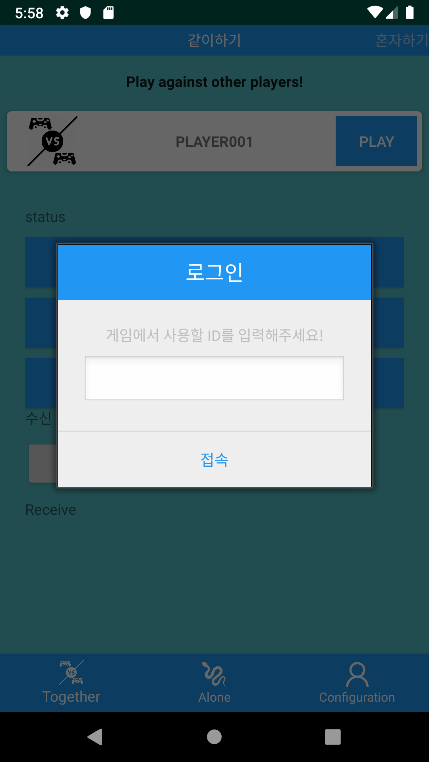 5:58
같이하기
혼자하기
Play against other players!
VS
PLAYER001
PLAY
status
로그인
게임에서 사용할 ID를 입력해주세요!
수신
접속
Receive
VS
Together
Alone
Configuration